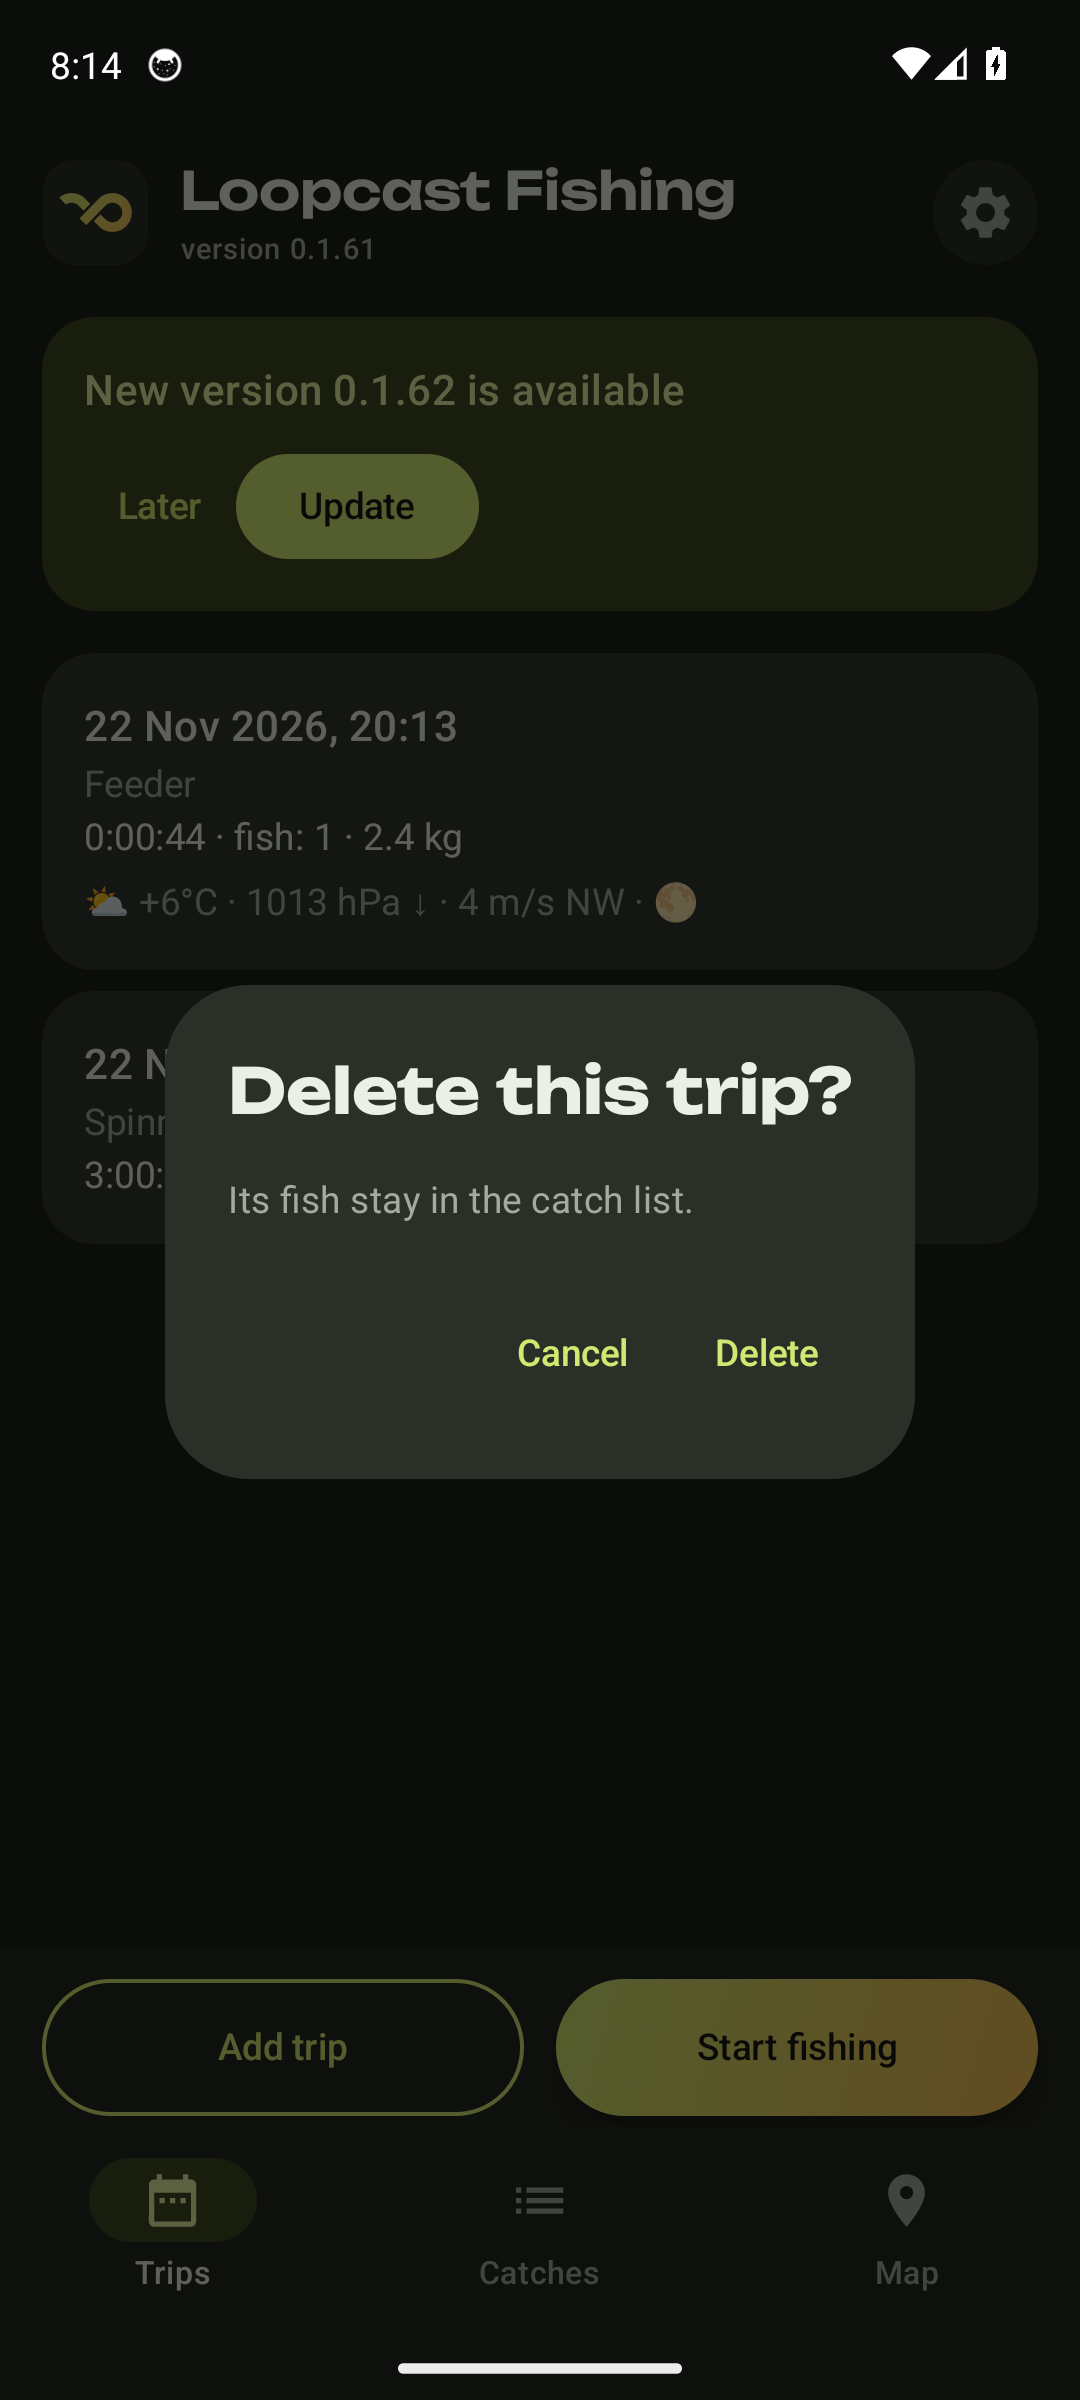 8:14
Loopcast Fishing
version 0.1.61
New version 0.1.62 is available
Later
Update
22 Nov 2026, 20:13
Feeder
0:00:44 · fish: 1 · 2.4 kg
+6°C · 1013 hPa ↓ · 4 m/s NW ·
22
Delete this trip?
Its fish stay in the catch list.
3:00:
Cancel
Delete
Add trip
Start fishing
Trips
Catches
Map